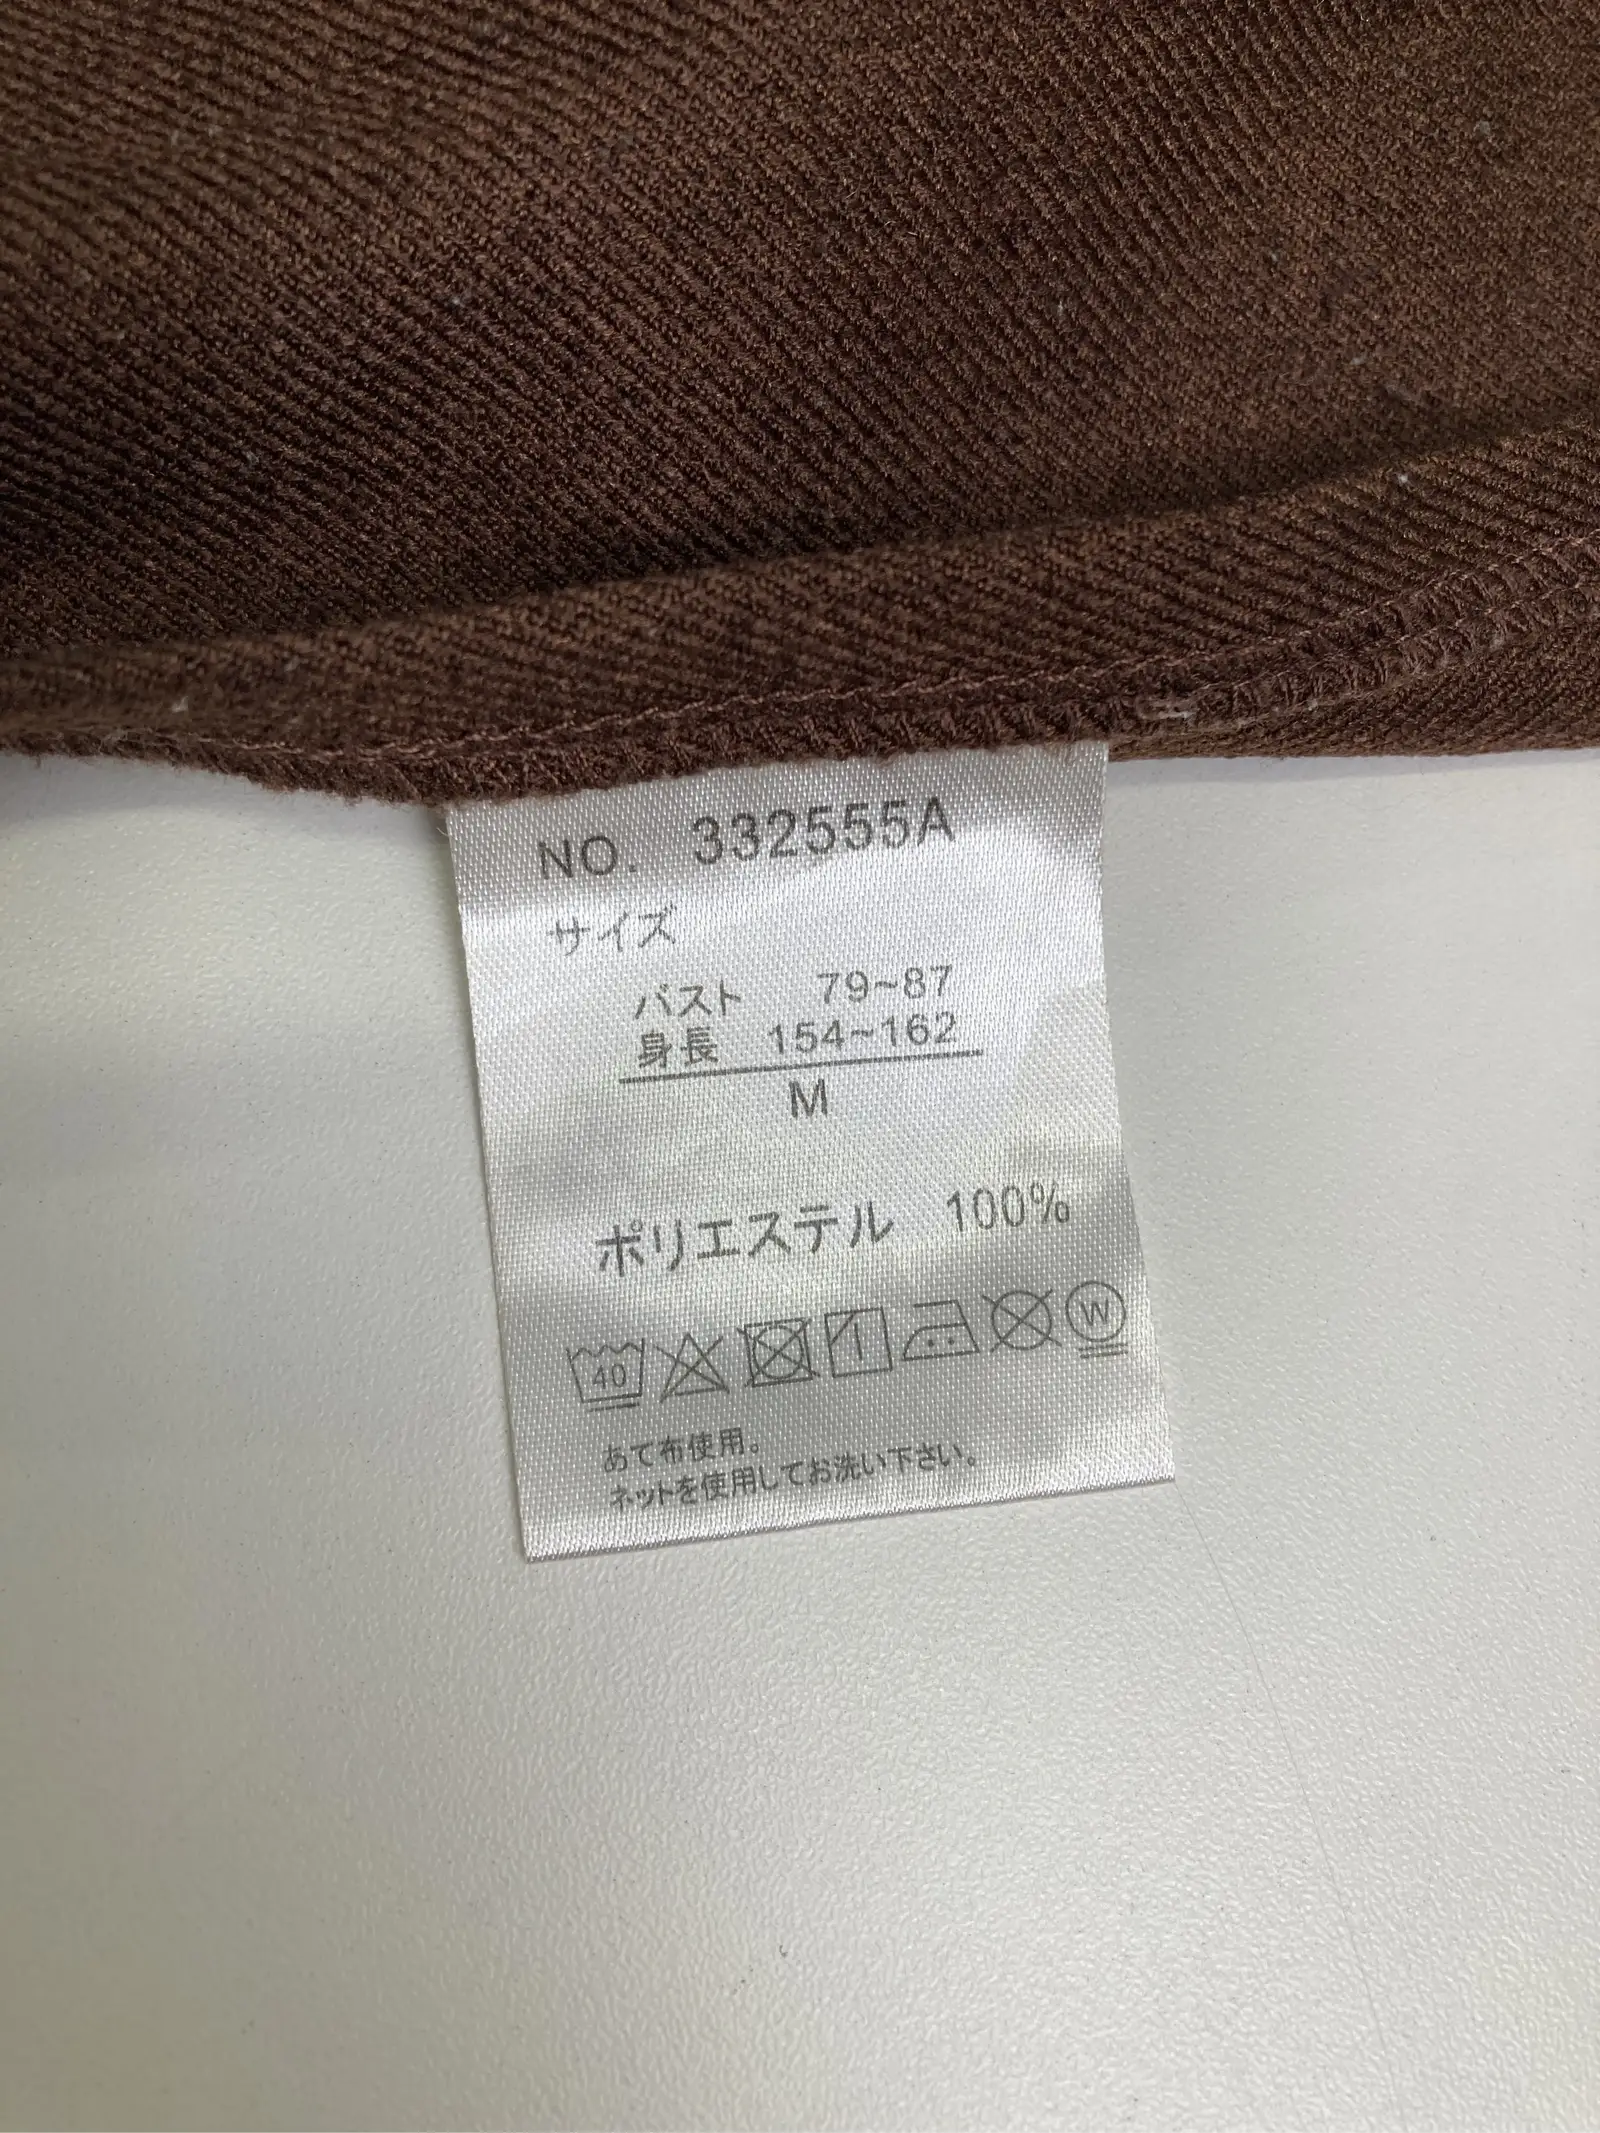 NO. 332555A
サイズ
バスト 79~87
身長 154~162
M
ポリエステル 100%
40 W
あて布使用。
ネットを使用してお洗い下さい。